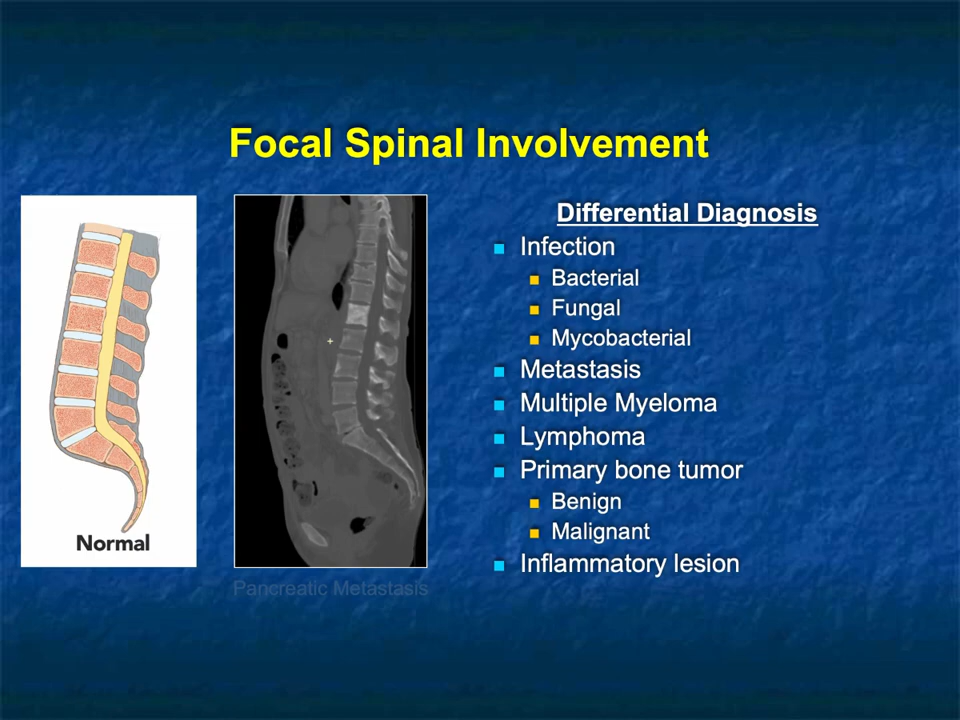 Focal Spinal Involvement
Normal
Pancreatic Metastasis
Differential Diagnosis
Infection
Bacterial
Fungal
Mycobacterial
Metastasis
Multiple Myeloma
Lymphoma
Primary bone tumor
Benign
Malignant
Inflammatory lesion